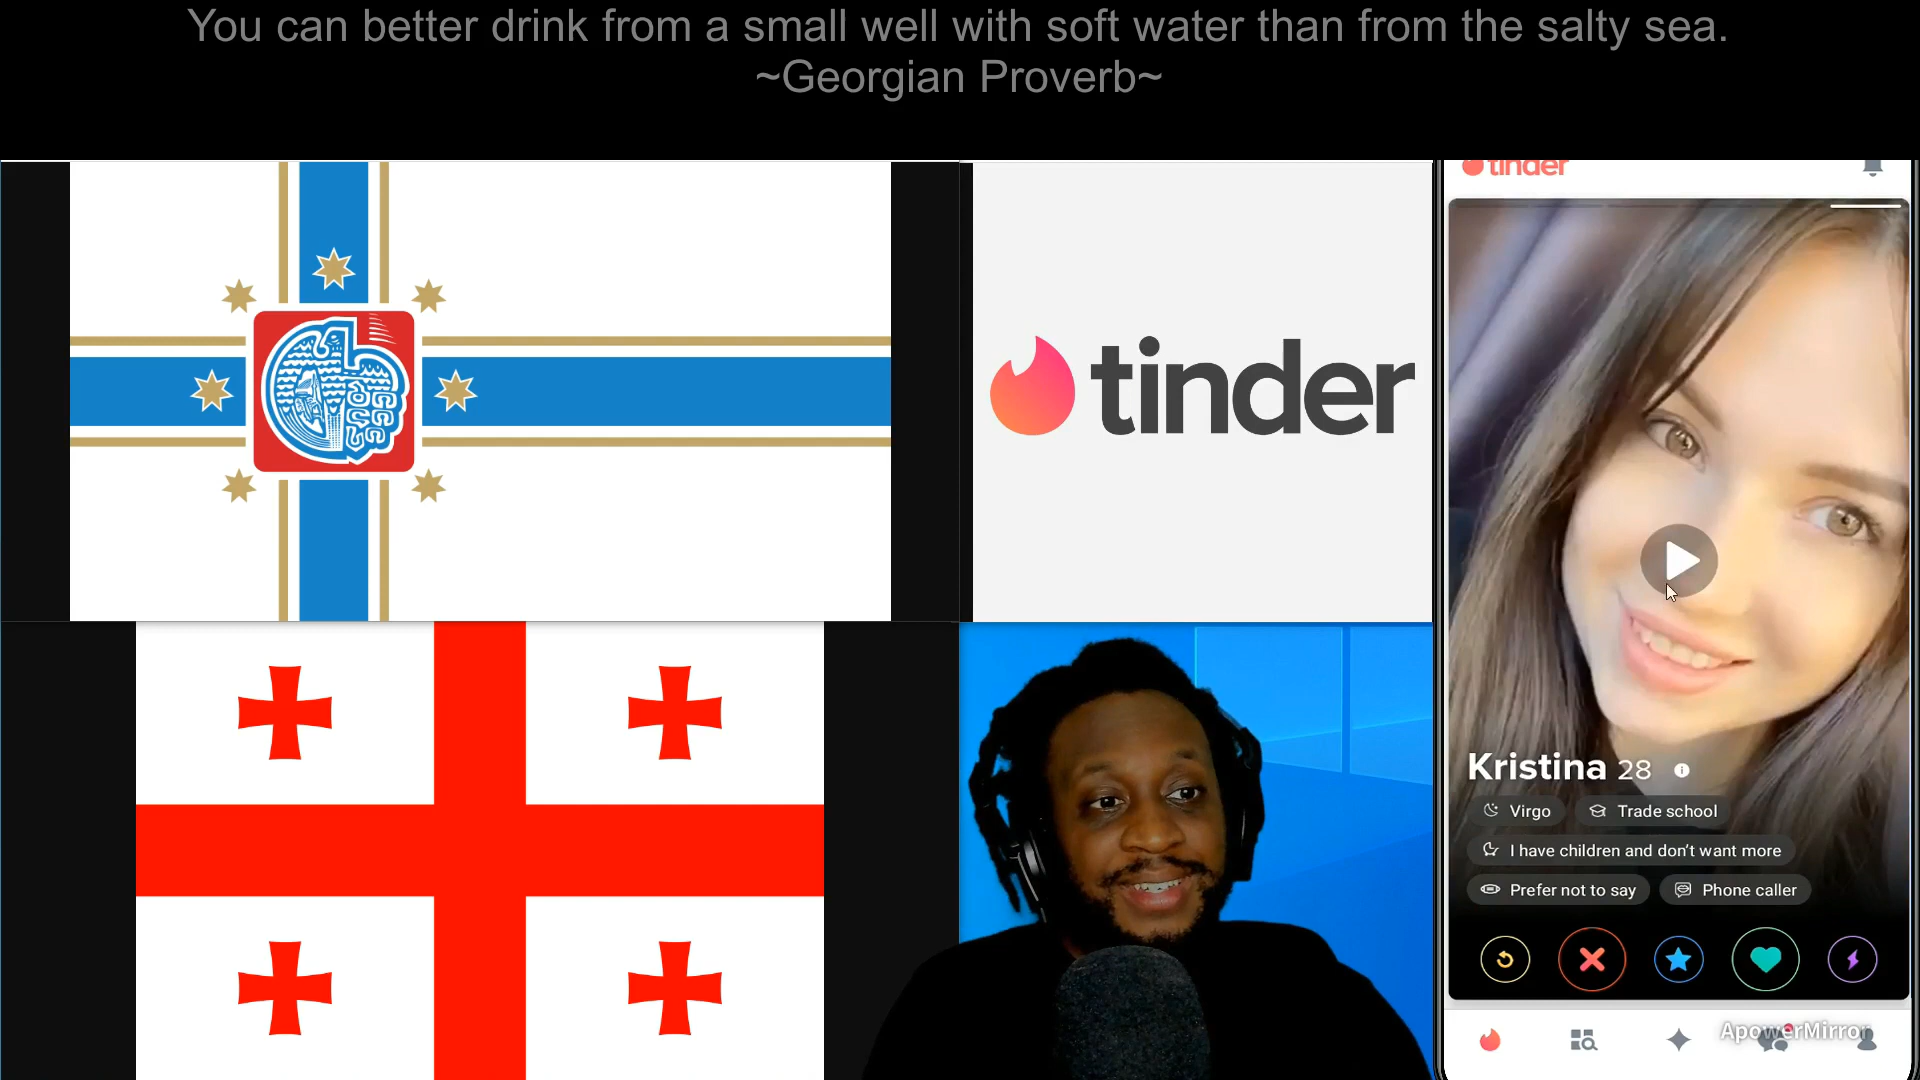 You can better drink from a small well with soft water than from the salty sea.
~Georgian Proverb~
tinder
tinder
Kristina 28
Virgo
Trade school
I have children and don't want more
Prefer not to say
Phone caller
ApowerMirror